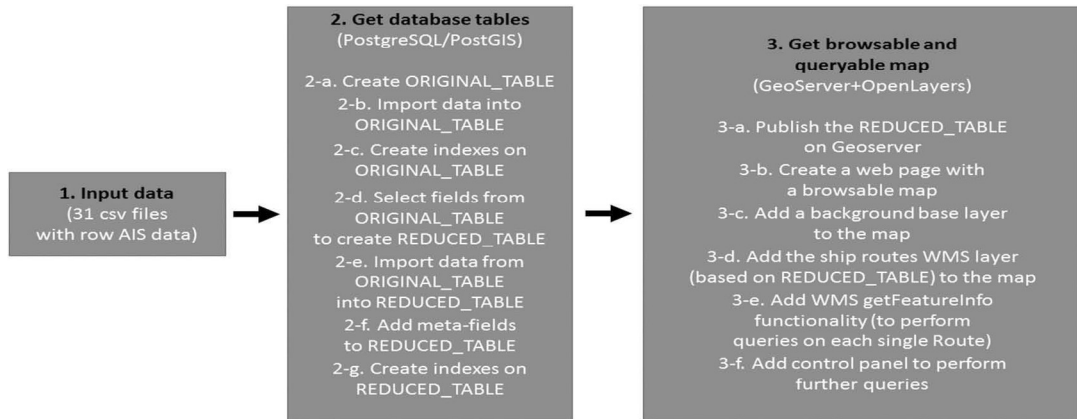 1. Input data
(31 csv files
with row AIS data)
2. Get database tables
(PostgreSQL/PostGIS)
2-a. Create ORIGINAL_TABLE
2-b. Import data into
ORIGINAL_TABLE
2-c. Create indexes on
ORIGINAL_TABLE
2-d. Select fields from
ORIGINAL_TABLE
to create REDUCED_TABLE
2-e. Import data from
ORIGINAL_TABLE
into REDUCED_TABLE
2-f. Add meta-fields
to REDUCED_TABLE
2-g. Create indexes on
REDUCED_TABLE
3. Get browsable and
queryable map
(GeoServer+OpenLayers)
3-a. Publish the REDUCED_TABLE
on Geoserver
3-b. Create a web page with
a browsable map
3-c. Add a background base layer
to the map
3-d. Add the ship routes WMS layer
(based on REDUCED_TABLE) to the map
3-e. Add WMS getFeatureInfo
functionality (to perform
queries on each single Route)
3-f. Add control panel to perform
further queries